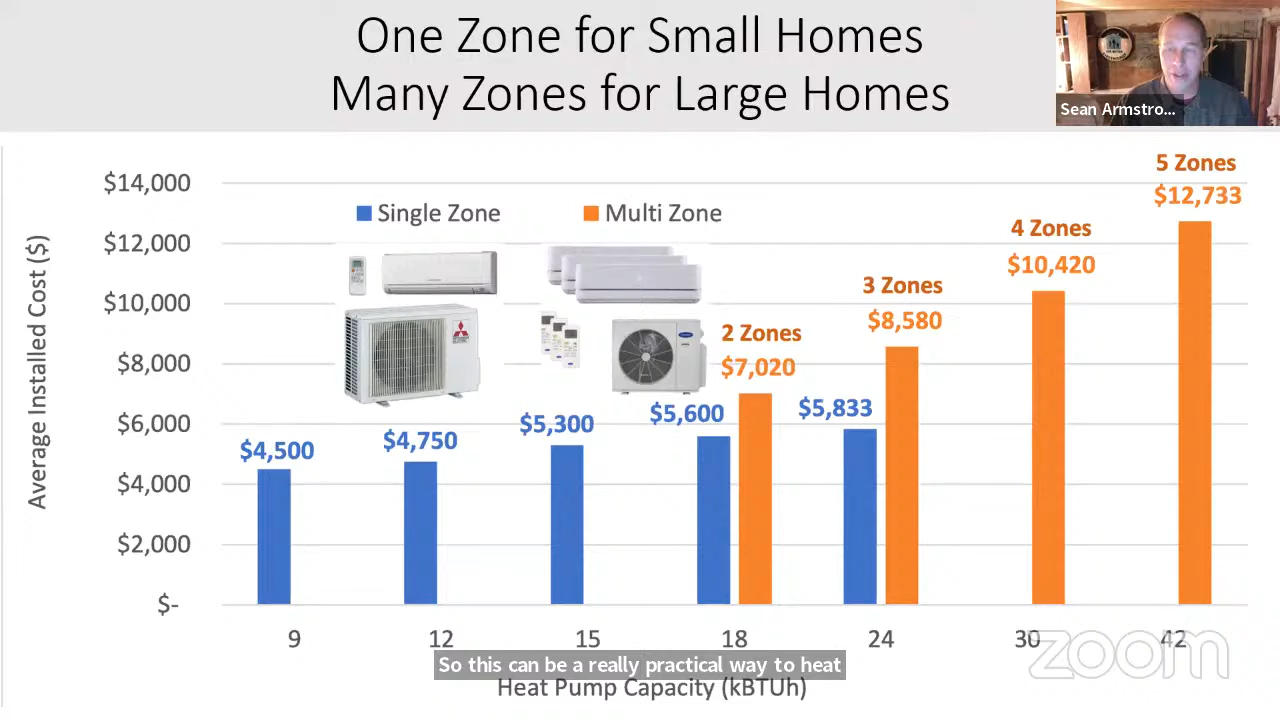 One Zone for Small Homes
Many Zones for Large Homes
Sean Armstro...
5 Zones
$12,733
4 Zones
$10,420
3 Zones
$8,580
2 Zones
$7,020
Single Zone
Multi Zone
$4,500
$4,750
$5,300
$5,600
$5,833
Average Installed Cost ($)
$14,000
$12,000
$10,000
$8,000
$6,000
$4,000
$2,000
$-
9 12 15 18 24 30 42
So this can be a really practical way to heat
Heat Pump Capacity (kBTUh)
zoom